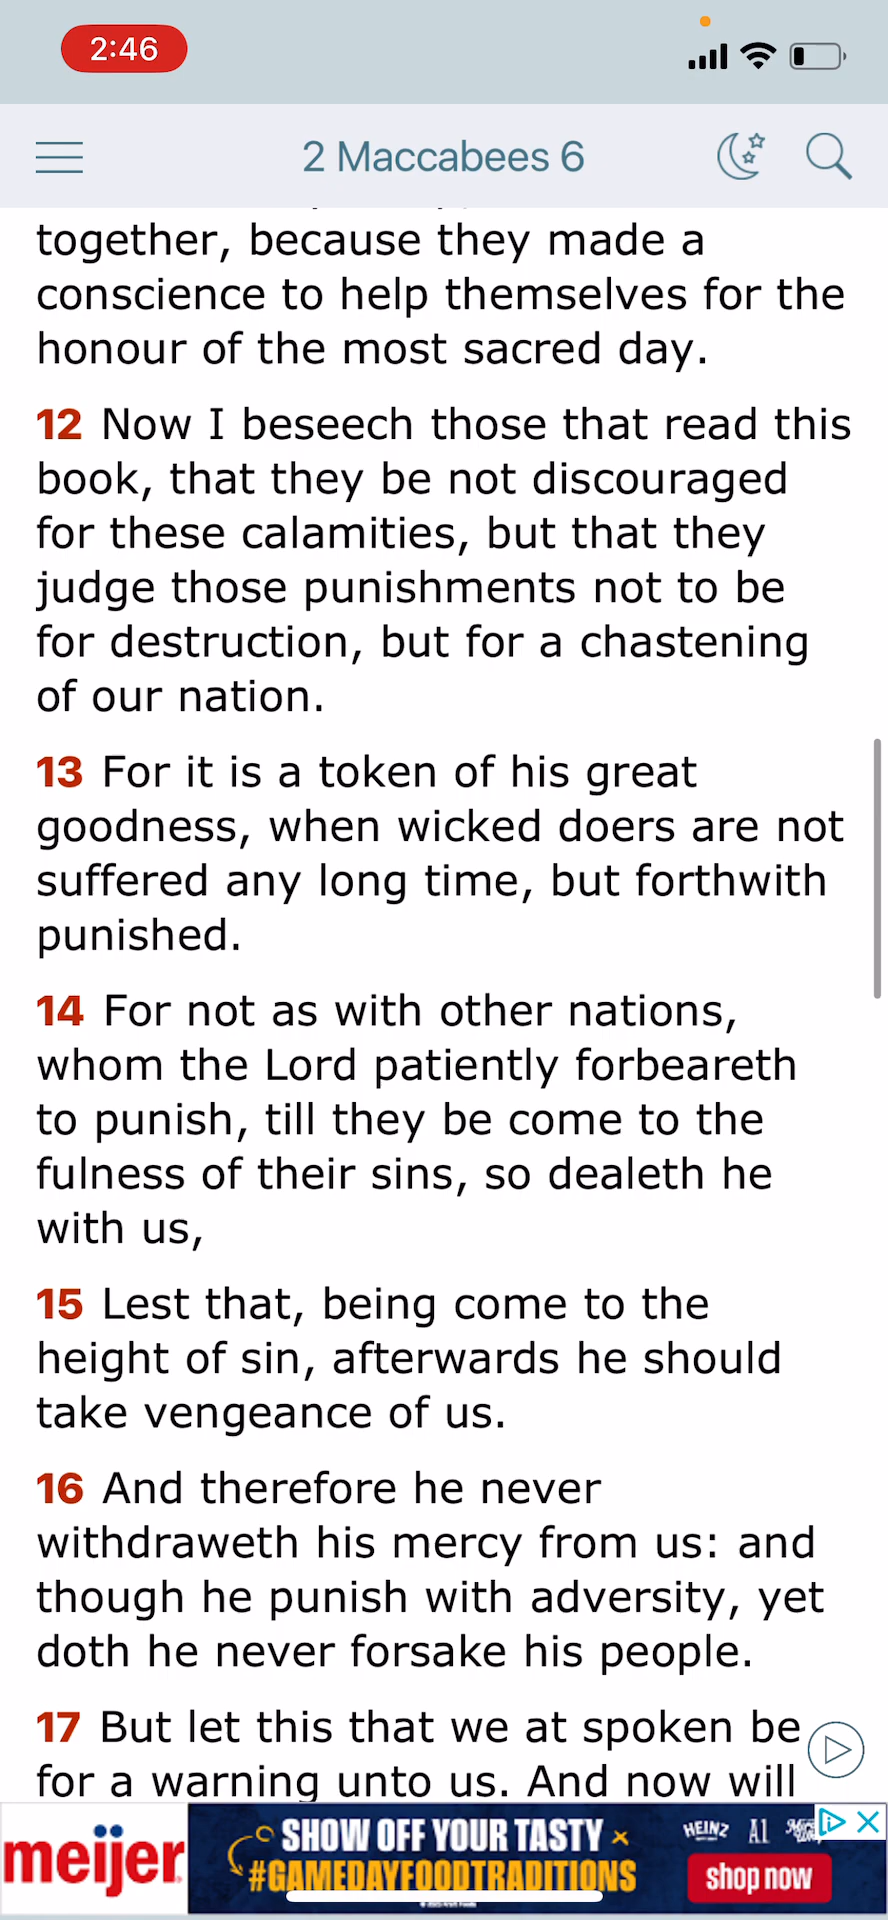 2:46
2 Maccabees 6
together, because they made a
conscience to help themselves for the
honour of the most sacred day.
12 Now I beseech those that read this
book, that they be not discouraged
for these calamities, but that they
judge those punishments not to be
for destruction, but for a chastening
of our nation.
13 For it is a token of his great
goodness, when wicked doers are not
suffered any long time, but forthwith
punished.
14 For not as with other nations,
whom the Lord patiently forbeareth
to punish, till they be come to the
fulness of their sins, so dealeth he
with us,
15 Lest that, being come to the
height of sin, afterwards he should
take vengeance of us.
16 And therefore he never
withdraweth his mercy from us: and
though he punish with adversity, yet
doth he never forsake his people.
17 But let this that we at spoken be
for a warning unto us. And now will
meijer
SHOW OFF YOUR TASTY
#GAMEDAYFOODTRADITIONS
HEINZ A1
shop now